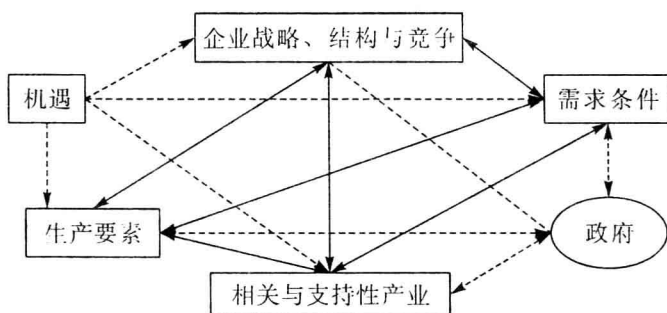 企业战略、结构与竞争
机遇
需求条件
生产要素
政府
相关与支持性产业